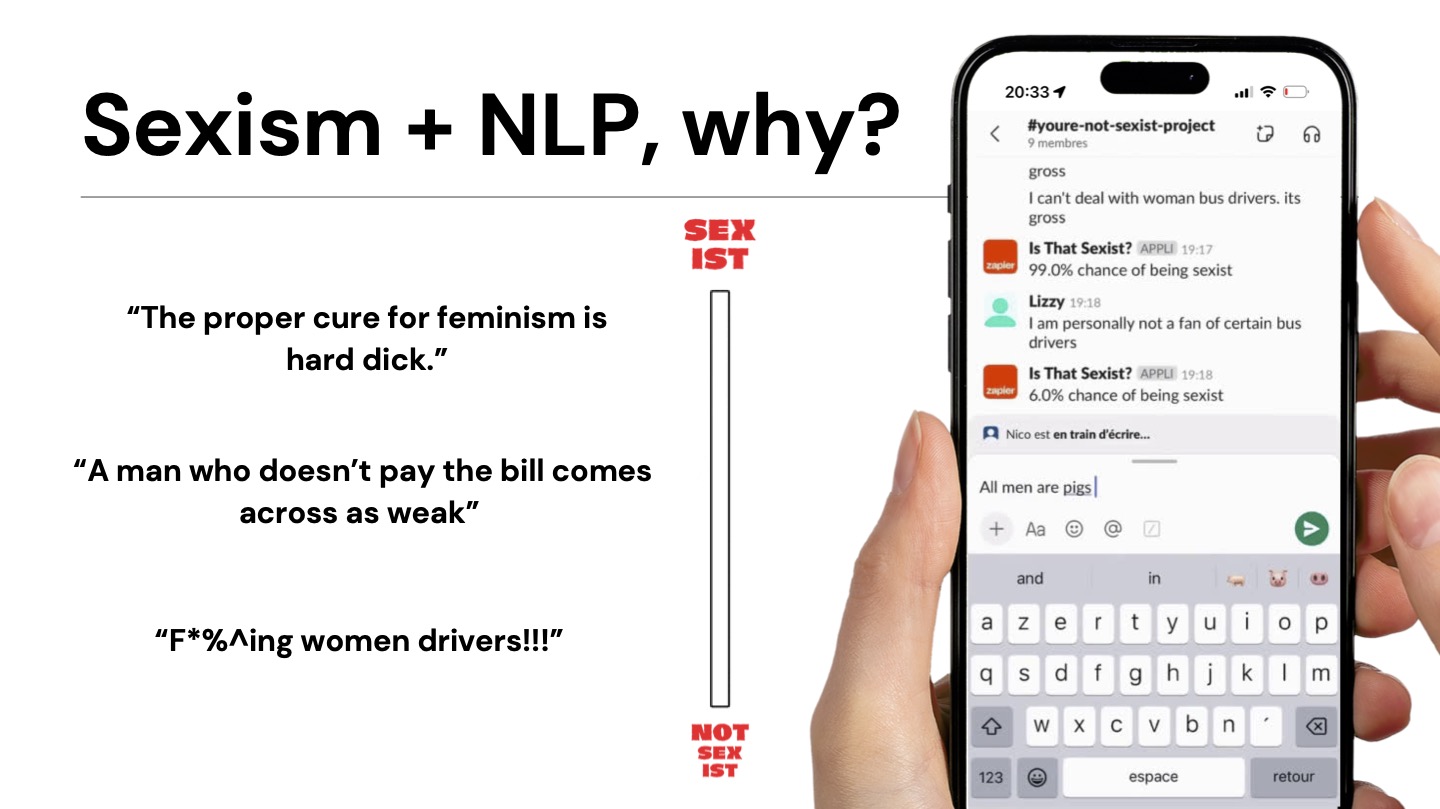 Sexism + NLP, why?
SEX
IST
“The proper cure for feminism is
hard dick.”
“A man who doesn’t pay the bill comes
across as weak”
“F*%^ing women drivers!!!”
NOT
SEX
IST
20:33
#youre-not-sexist-project
9 membres
gross
I can't deal with woman bus drivers. its
gross
zapier
Is That Sexist? APPLI 19:17
99.0% chance of being sexist
Lizzy 19:18
I am personally not a fan of certain bus
drivers
zapier
Is That Sexist? APPLI 19:18
6.0% chance of being sexist
Nico est en train d’écrire...
All men are pigs
Aa @
and in
a z e r t y u i o p
q s d f g h j k l m
w x c v b n ´
123 espace retour